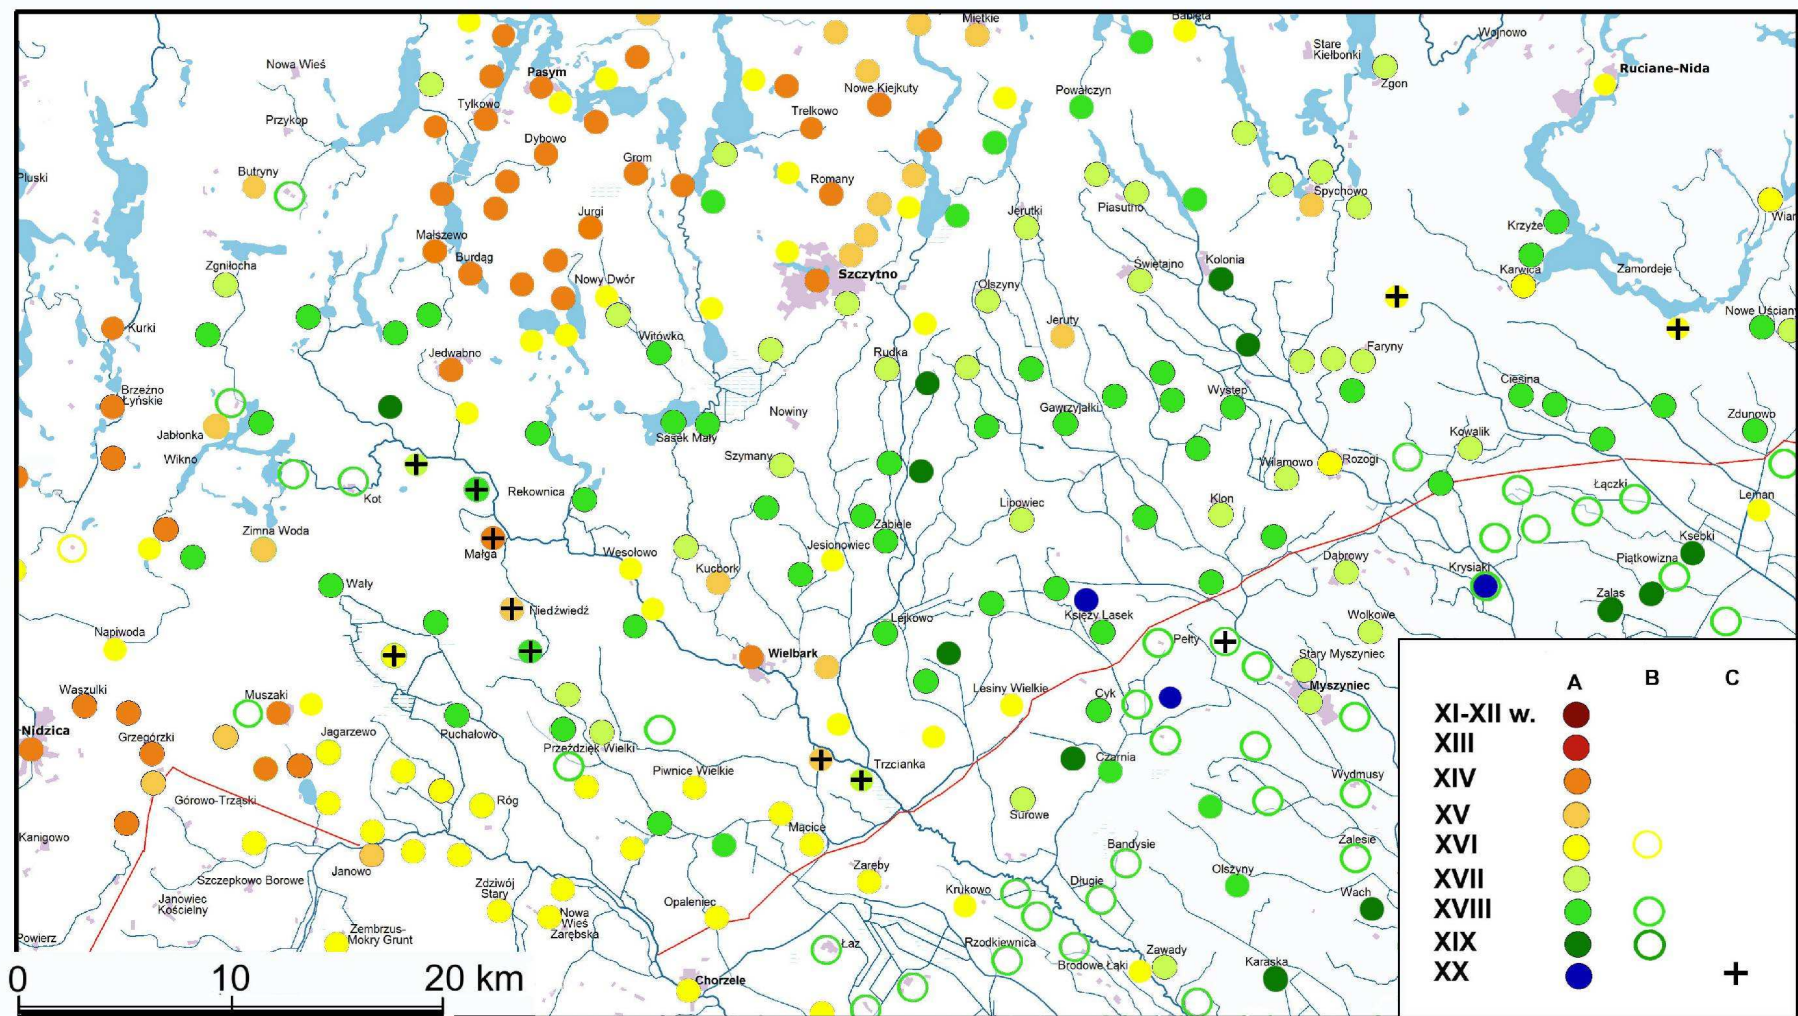 Miętkie
Babięta
Wojnowo
Stare
Kiełbonki
Nowa Wieś
Pasym
Ruciane-Nida
Zgon
Nowe Kiejkuty
Powałczyn
Tylkowo
Trelkowo
Przykop
Dybowo
Grom
Butryny
Pluski
Romany
Spychowo
Piasutno
Jurgi
Jerutki
Wiar
Krzyże
Małszewo
Burdąg
Zgniłocha
Szczytno
Świętajno
Kolonia
Karwica
Zamordeje
Nowy Dwór
Olszyny
Nowe Uściany
Kurki
Jeruty
Witówko
Jedwabno
Rudka
Faryny
Brzeźno
Łyńskie
Ciesina
Występ
Nowiny
Gawrzyjałki
Zdunowo
Jabłonka
Sasek Mały
Kowalik
Wikno
Szymany
Wilamowo
Rozogi
Kot
Rekownica
Łączki
Leman
Lipowiec
Klon
Zimna Woda
Zabiele
Małga
Wesołowo
Jesionowiec
Ksebki
Dąbrowy
Piątkowizna
Kucbork
Krysiaki
Wały
Zalas
Niedźwiedź
Lejkowo
Księży Lasek
Wolkowe
Napiwoda
Pełty
Wielbark
Stary Myszyniec
Myszyniec
Waszulki
Muszaki
Lesiny Wielkie
Cyk
Nidzica
Grzegórzki
Jagarzewo
Puchałowo
Przeździęk Wielki
Trzcianka
Czarnia
Piwnice Wielkie
Wydmusy
Górowo-Trząski
Róg
Surowe
Kanigowo
Mącice
Bandysie
Zalesie
Janowo
Zaręby
Olszyny
Szczepkowo Borowe
Zdziwój
Stary
Krukowo
Długie
Wach
Janowiec
Kościelny
Opaleniec
Nowa
Wieś
Zarębska
Powierz
Zembrzus-
Mokry Grunt
Łaz
Rzodkiewnica
Zawady
Brodowe Łąki
Karaska
Chorzele
0 10 20 km
A B C
XI-XII w.
XIII
XIV
XV
XVI
XVII
XVIII
XIX
XX